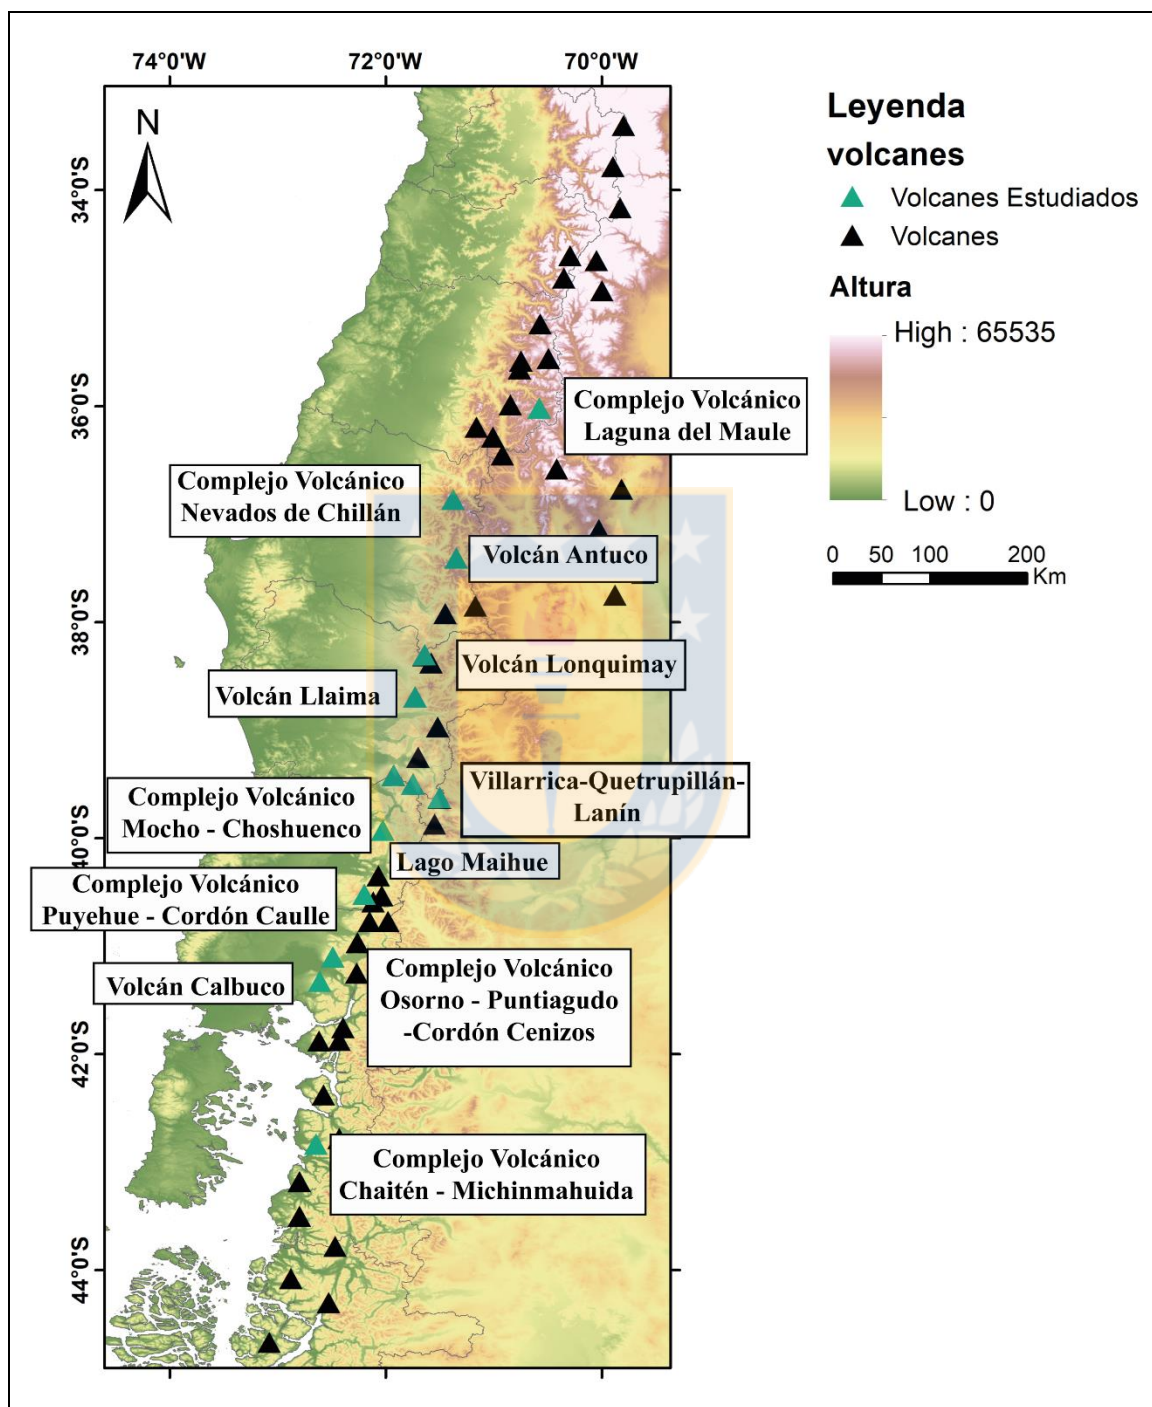 74°0'W 72°0'W 70°0'W
N
34°0'S
36°0'S
38°0'S
40°0'S
42°0'S
44°0'S
Complejo Volcánico
Laguna del Maule
Complejo Volcánico
Nevados de Chillán
Volcán Antuco
Volcán Lonquimay
Volcán Llaima
Villarrica-Quetrupillán-
Lanín
Complejo Volcánico
Mocho - Choshuenco
Lago Maihue
Complejo Volcánico
Puyehue - Cordón Caulle
Complejo Volcánico
Osorno - Puntiagudo
-Cordón Cenizos
Volcán Calbuco
Complejo Volcánico
Chaitén - Michinmahuida
Leyenda
volcanes
Volcanes Estudiados
Volcanes
Altura
High : 65535
Low : 0
0 50 100 200
Km